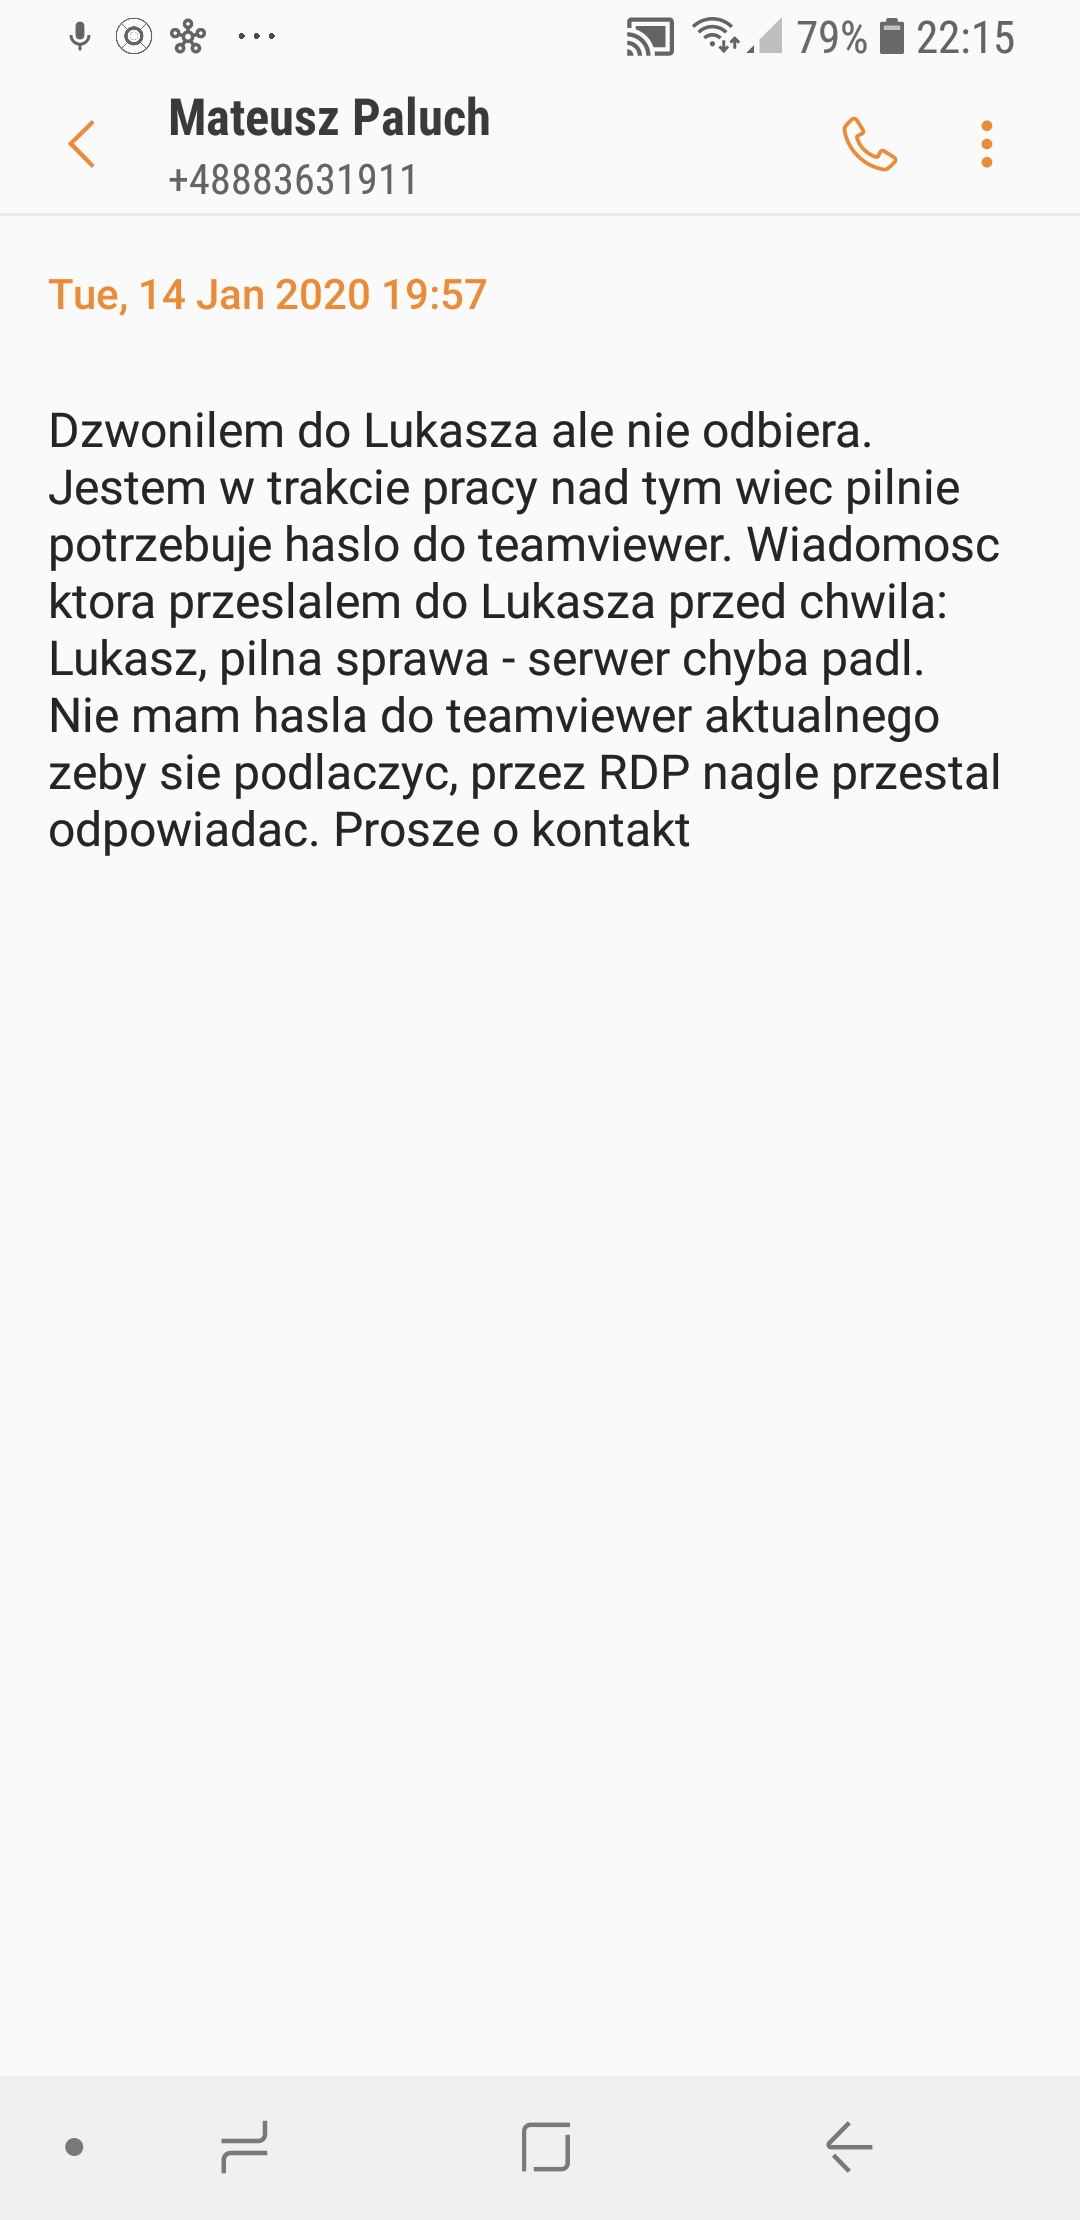 79% 22:15
Mateusz Paluch
+48883631911
Tue, 14 Jan 2020 19:57
Dzwonilem do Lukasza ale nie odbiera.
Jestem w trakcie pracy nad tym wiec pilnie
potrzebuje haslo do teamviewer. Wiadomosc
ktora przeslalem do Lukasza przed chwila:
Lukasz, pilna sprawa - serwer chyba padl.
Nie mam hasla do teamviewer aktualnego
zeby sie podlaczyc, przez RDP nagle przestal
odpowiadac. Prosze o kontakt